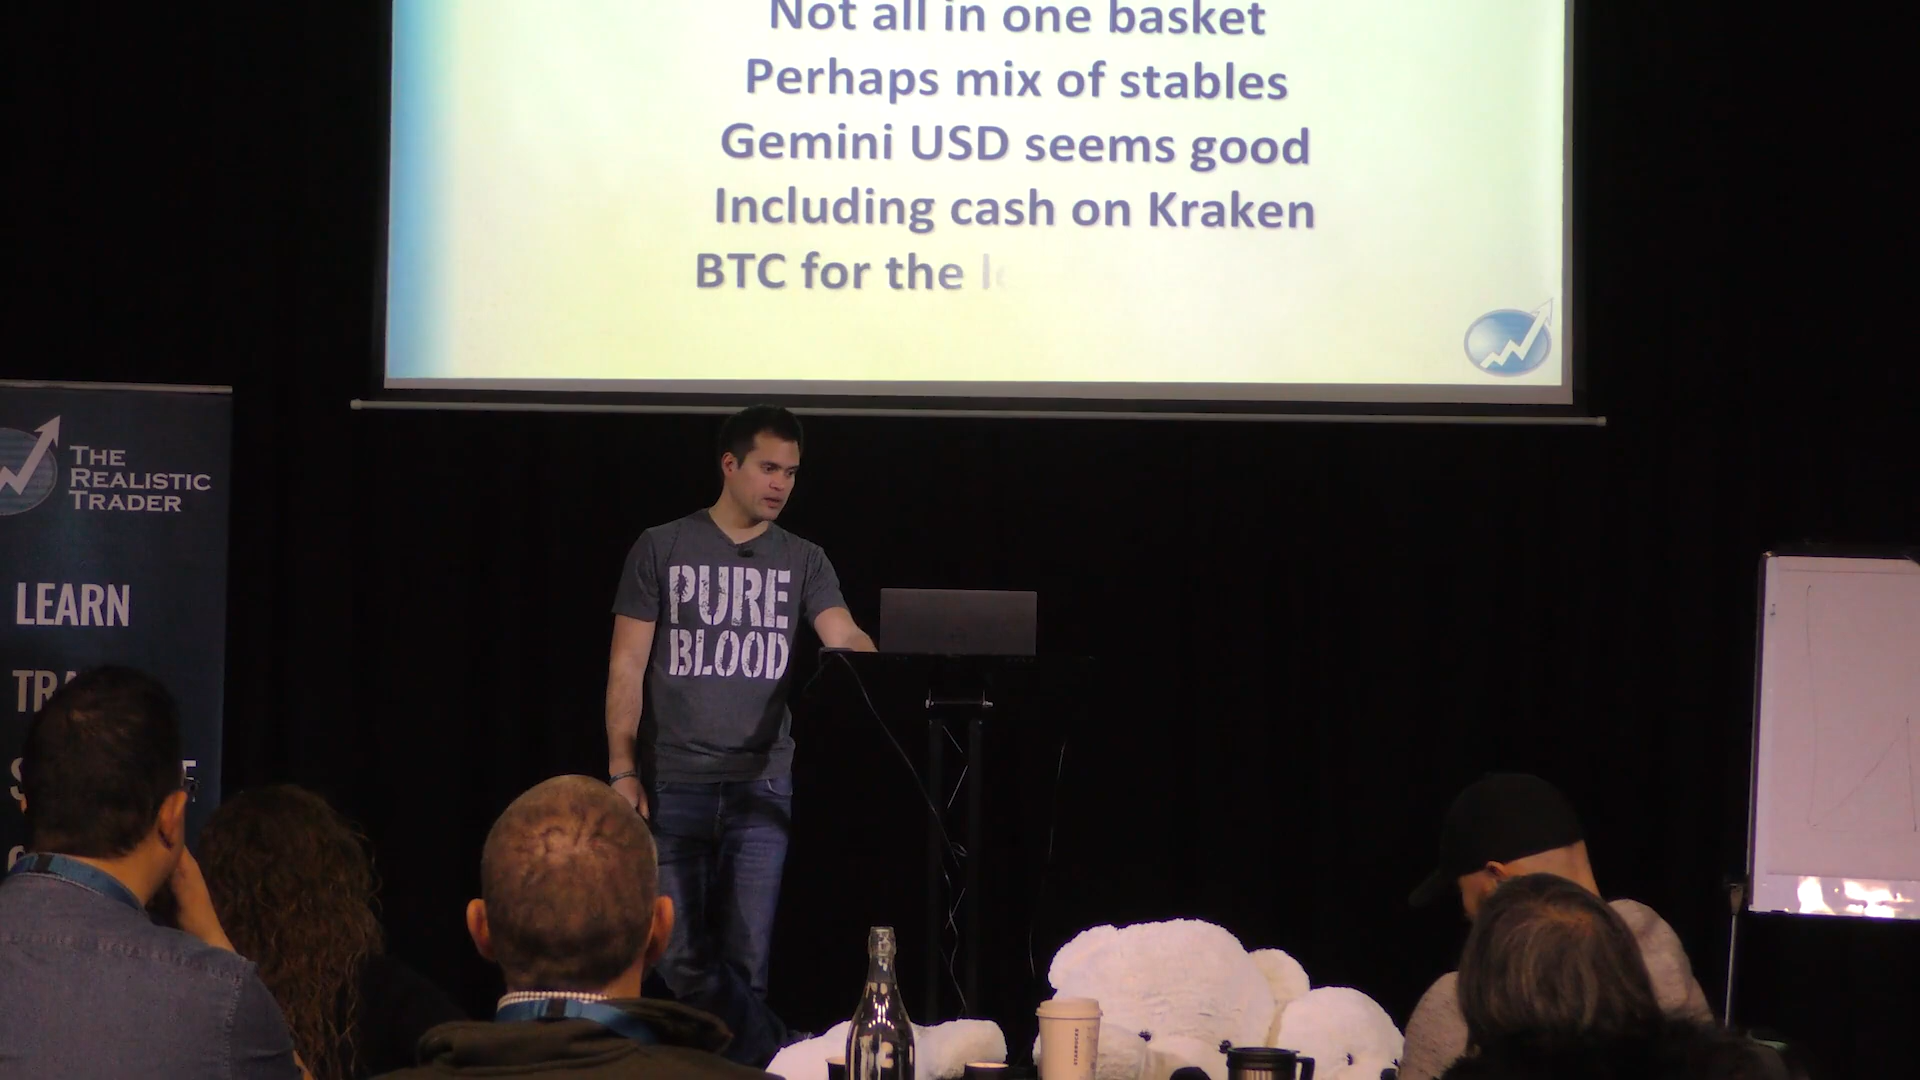 Not all in one basket
Perhaps mix of stables
Gemini USD seems good
Including cash on Kraken
BTC for the
THE
REALISTIC
TRADER
LEARN
PURE
BLOOD
STARBUCKS